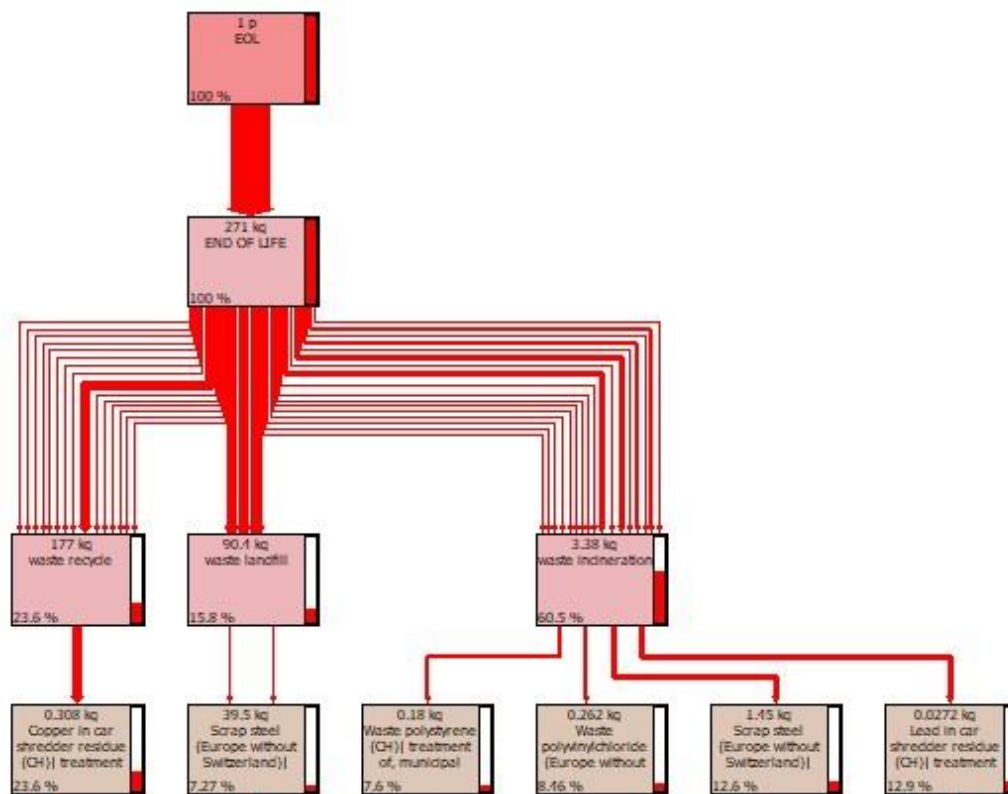 1 p
EOL
100 %
271 kg
END OF LIFE
100 %
177 kg
waste recycle
23.6 %
90.4 kg
waste landfill
15.8 %
3.38 kg
waste incineration
60.5 %
0.308 kg
Copper in car
shredder residue
{CH}| treatment
23.6 %
39.5 kg
Scrap steel
{Europe without
Switzerland}|
7.27 %
0.18 kg
Waste polystyrene
{CH}| treatment
of, municipal
7.6 %
0.262 kg
Waste
polyvinylchloride
{Europe without
8.46 %
1.45 kg
Scrap steel
{Europe without
Switzerland}|
12.6 %
0.0272 kg
Lead in car
shredder residue
{CH}| treatment
12.9 %